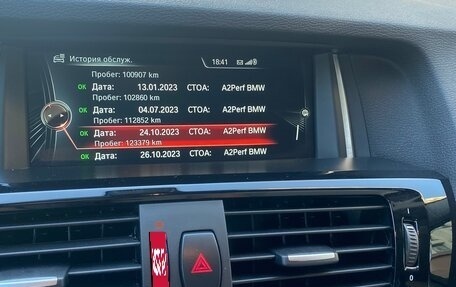 История обслуж.
18:41
Пробег: 100907 km
OK Дата: 13.01.2023 СТОА: A2Perf BMW
Пробег: 102860 km
OK Дата: 04.07.2023 СТОА: A2Perf BMW
Пробег: 112852 km
OK Дата: 24.10.2023 СТОА: A2Perf BMW
Пробег: 123379 km
OK Дата: 26.10.2023 СТОА: A2Perf BMW
0